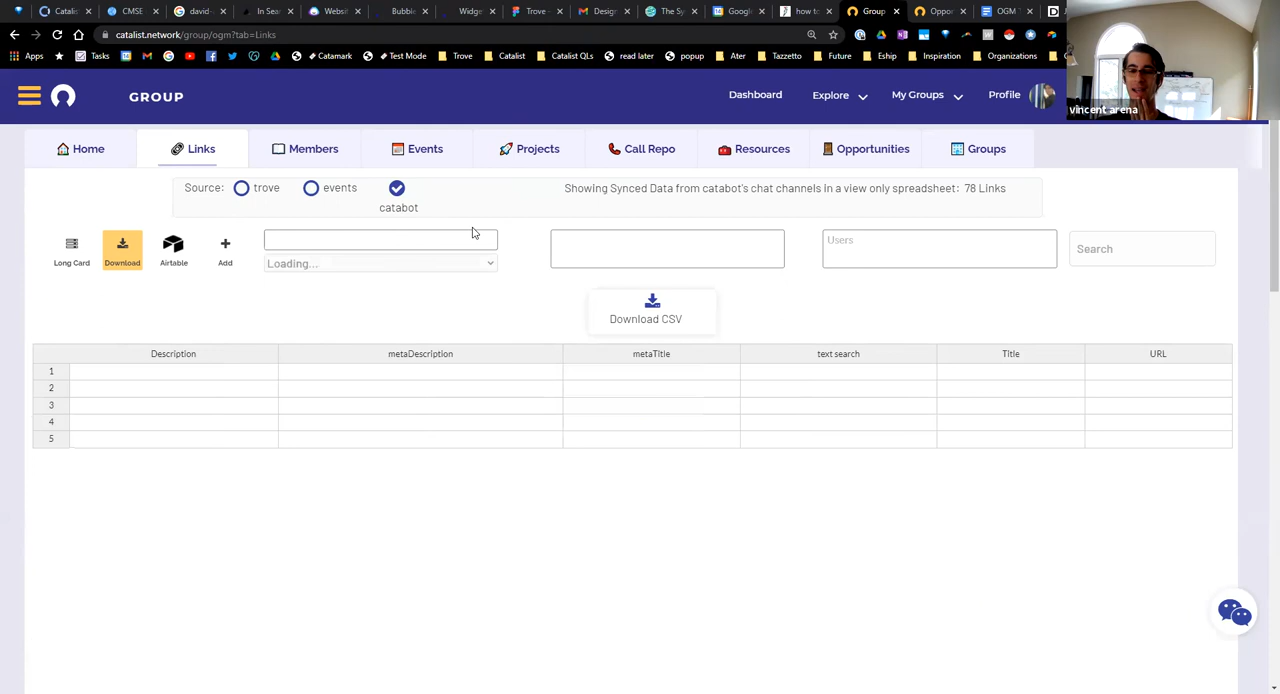 Catalist
CMSE
david
In Sea
Websit
Bubble
Widge
Trove –
Design
The Sy
Google
how to
Group
Oppor
OGM T
catalist.network/group/ogm?tab=Links
Apps
Tasks
Catamark
Test Mode
Trove
Catalist
Catalist QLs
read later
popup
Ater
Tazzetto
Future
Eship
Inspiration
Organizations
vincent arena
GROUP
Dashboard
Explore
My Groups
Profile
Home
Links
Members
Events
Projects
Call Repo
Resources
Opportunities
Groups
Source:
trove
events
catabot
Showing Synced Data from catabot's chat channels in a view only spreadsheet: 78 Links
Long Card
Download
Airtable
Add
Loading...
Users
Search
Download CSV
Description metaDescription metaTitle text search Title URL
1
2
3
4
5